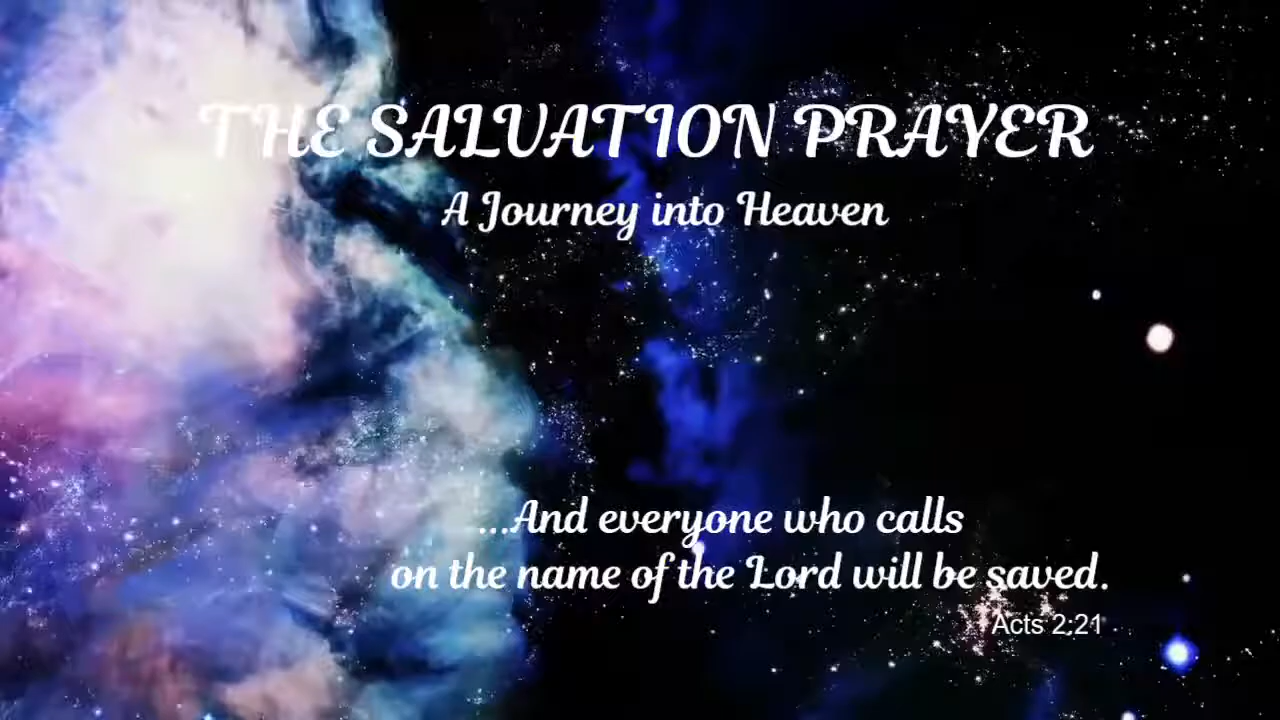 THE SALVATION PRAYER
A Journey into Heaven
...And everyone who calls
on the name of the Lord will be saved.
Acts 2:21